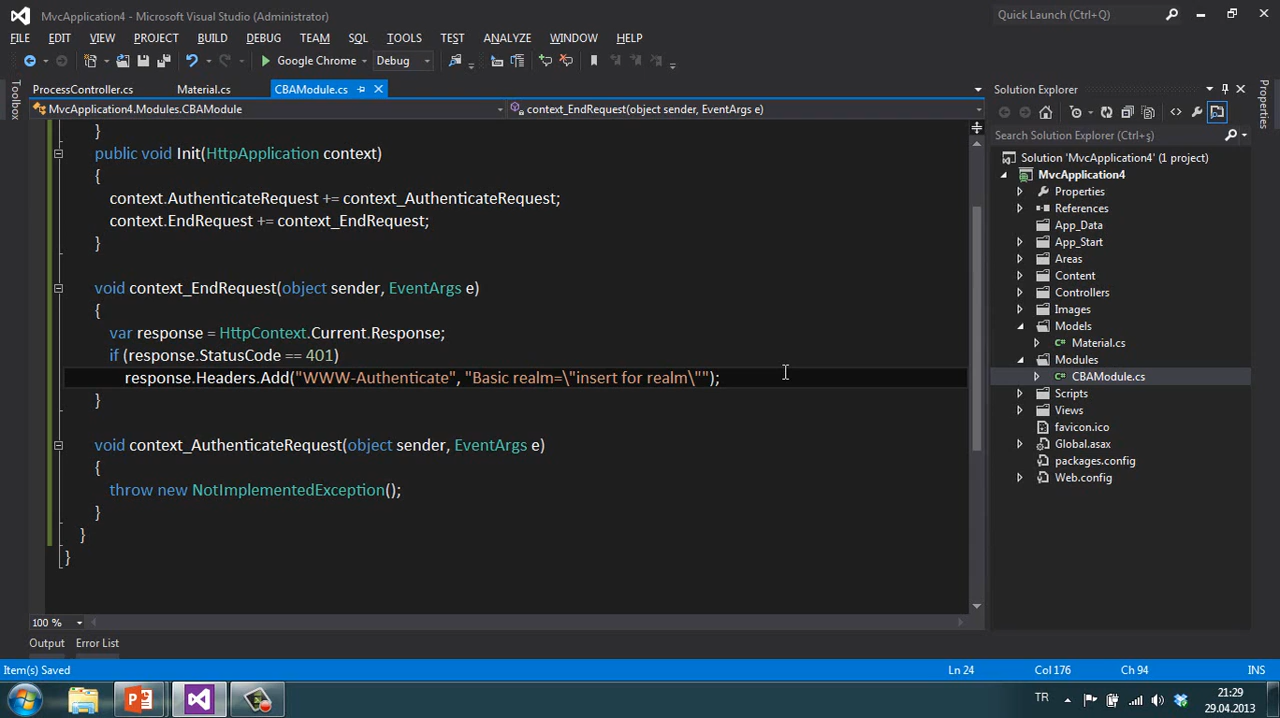 MvcApplication4 - Microsoft Visual Studio (Administrator)
Quick Launch (Ctrl+Q)
FILE EDIT VIEW PROJECT BUILD DEBUG TEAM SQL TOOLS TEST ANALYZE WINDOW HELP
Google Chrome Debug
Toolbox
ProcessController.cs Material.cs CBAModule.cs
MvcApplication4.Modules.CBAModule context_EndRequest(object sender, EventArgs e)
}
public void Init(HttpApplication context)
{
context.AuthenticateRequest += context_AuthenticateRequest;
context.EndRequest += context_EndRequest;
}
void context_EndRequest(object sender, EventArgs e)
{
var response = HttpContext.Current.Response;
if (response.StatusCode == 401)
response.Headers.Add("WWW-Authenticate", "Basic realm=\"insert for realm\"");
}
void context_AuthenticateRequest(object sender, EventArgs e)
{
throw new NotImplementedException();
}
}
}
100 %
Output Error List
Solution Explorer
Search Solution Explorer (Ctrl+ş)
Solution 'MvcApplication4' (1 project)
MvcApplication4
Properties
References
App_Data
App_Start
Areas
Content
Controllers
Images
Models
C# Material.cs
Modules
C# CBAModule.cs
Scripts
Views
favicon.ico
Global.asax
packages.config
Web.config
Properties
Item(s) Saved Ln 24 Col 176 Ch 94 INS
TR 21:29
29.04.2013